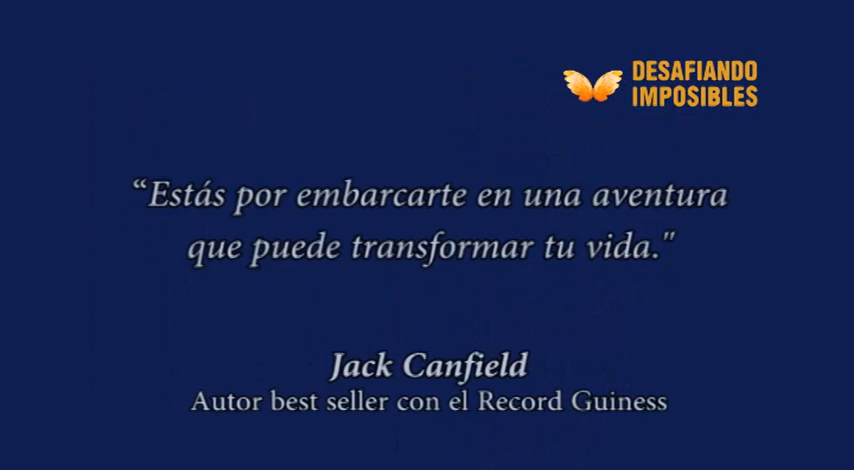 DESAFIANDO
IMPOSIBLES
“Estás por embarcarte en una aventura
que puede transformar tu vida."
Jack Canfield
Autor best seller con el Record Guiness